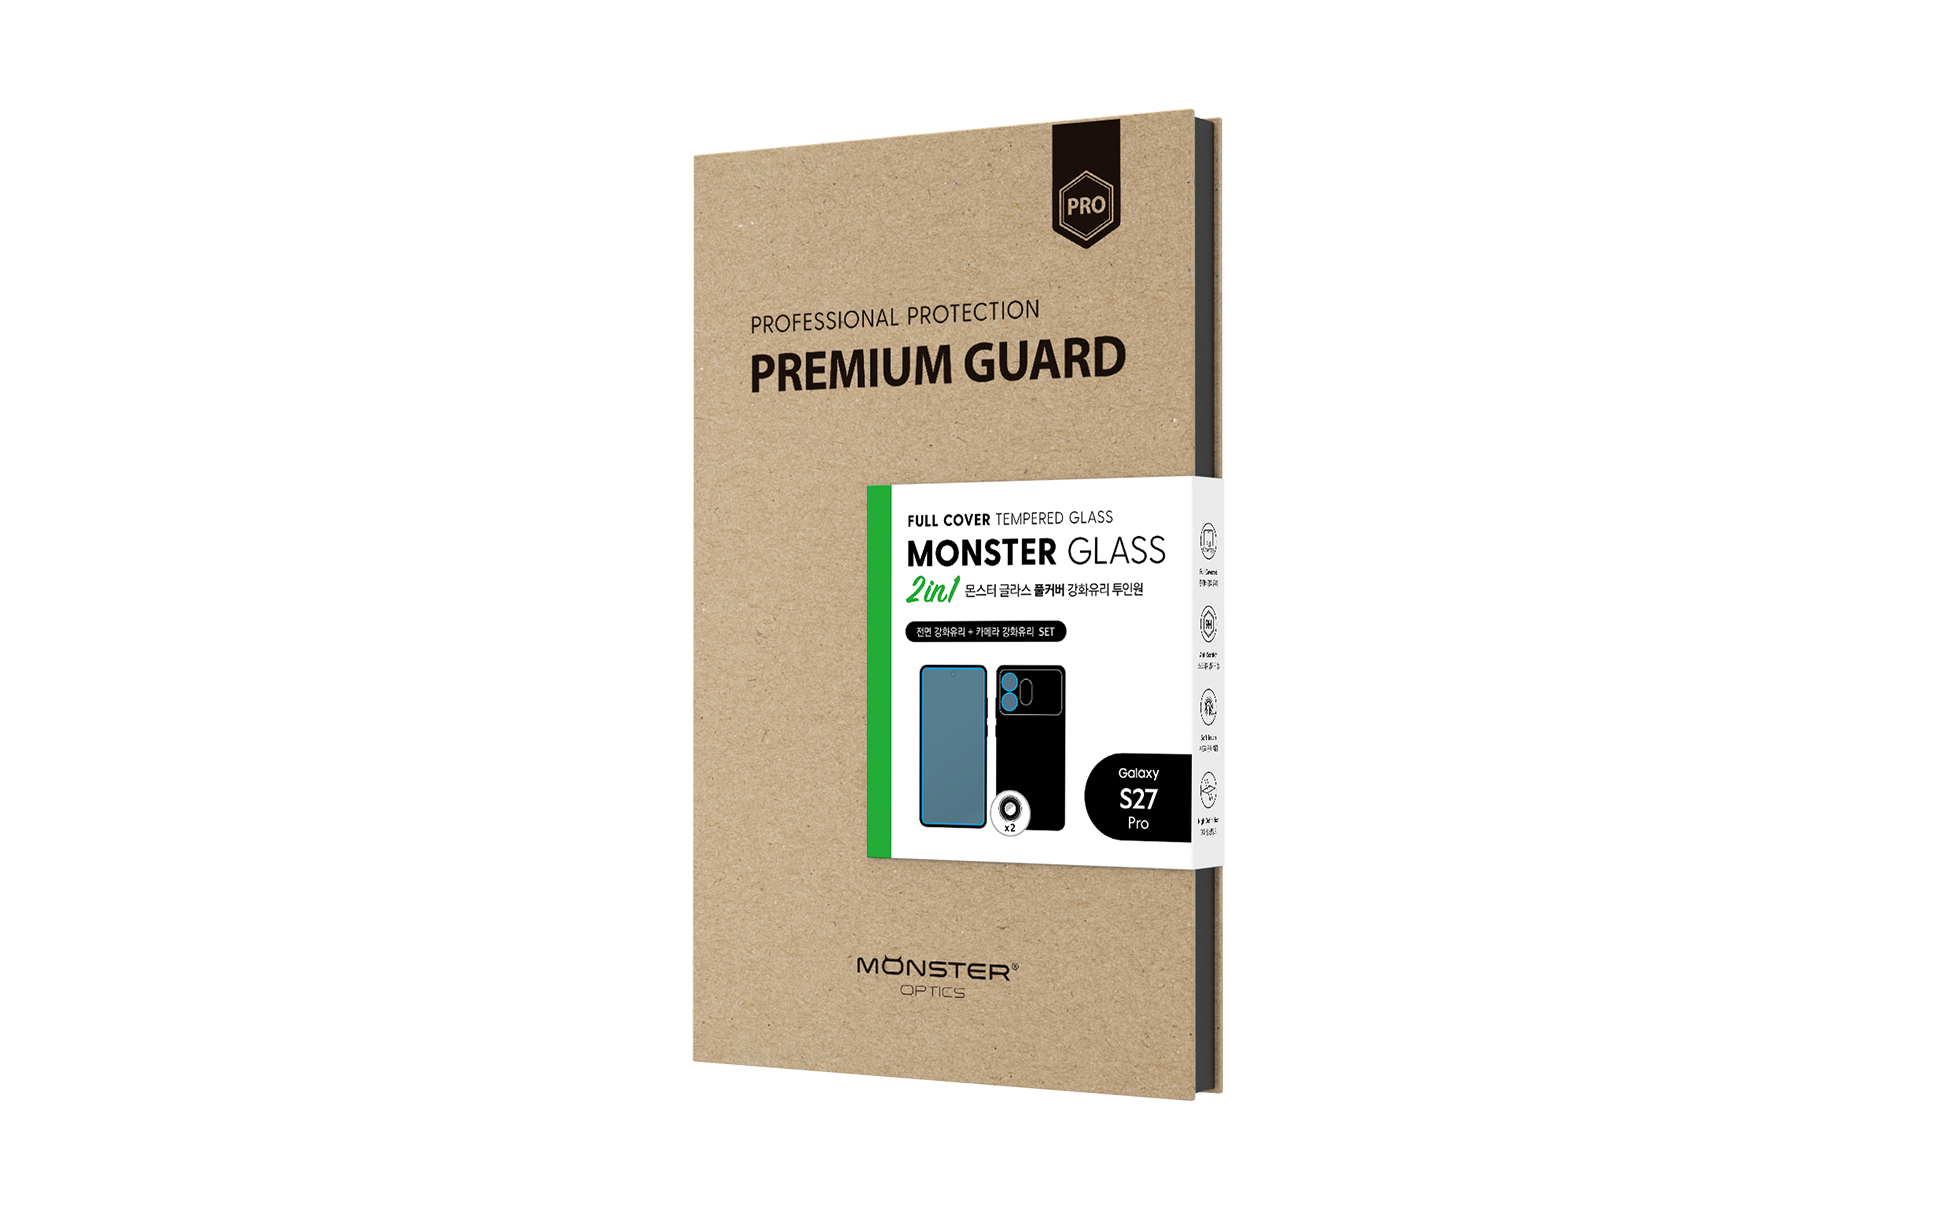 PRO
PROFESSIONAL PROTECTION
PREMIUM GUARD
FULL COVER TEMPERED GLASS
MONSTER GLASS
2in1 몬스터 글라스 풀커버 강화유리 투인원
전면 강화유리 + 카메라 강화유리 SET
x2
Galaxy
S27
Pro
MONSTER®
OPTICS
9H